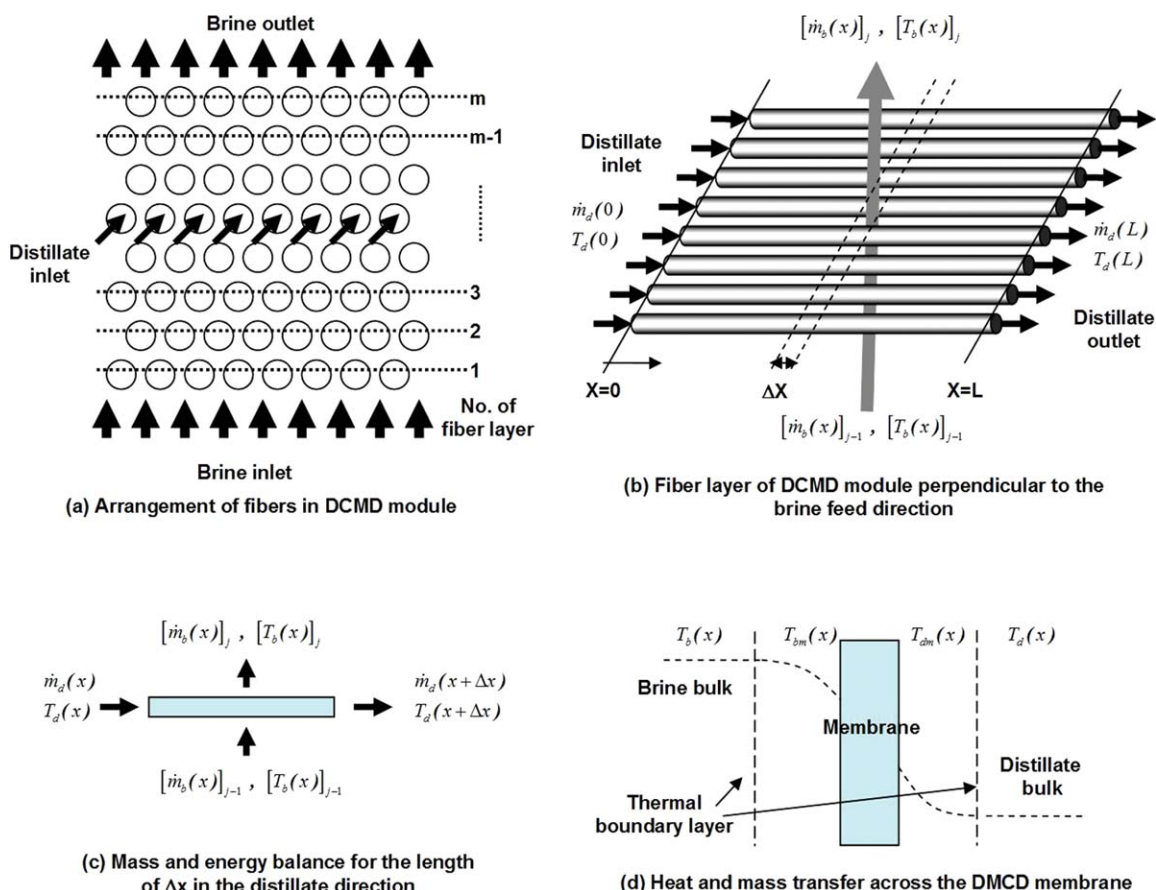 Brine outlet
m
m-1
Distillate
inlet
3
2
1
No. of
fiber layer
Brine inlet
(a) Arrangement of fibers in DCMD module
[ṁ_b(x)]_j , [T_b(x)]_j
Distillate
inlet
ṁ_d(0)
T_d(0)
ṁ_d(L)
T_d(L)
Distillate
outlet
X=0
ΔX
X=L
[ṁ_b(x)]_{j-1} , [T_b(x)]_{j-1}
(b) Fiber layer of DCMD module perpendicular to the
brine feed direction
[ṁ_b(x)]_j , [T_b(x)]_j
ṁ_d(x)
T_d(x)
ṁ_d(x+Δx)
T_d(x+Δx)
[ṁ_b(x)]_{j-1} , [T_b(x)]_{j-1}
(c) Mass and energy balance for the length
of Δx in the distillate direction
T_b(x) T_bm(x) T_dm(x) T_d(x)
Brine bulk
Membrane
Distillate
bulk
Thermal
boundary layer
(d) Heat and mass transfer across the DMCD membrane